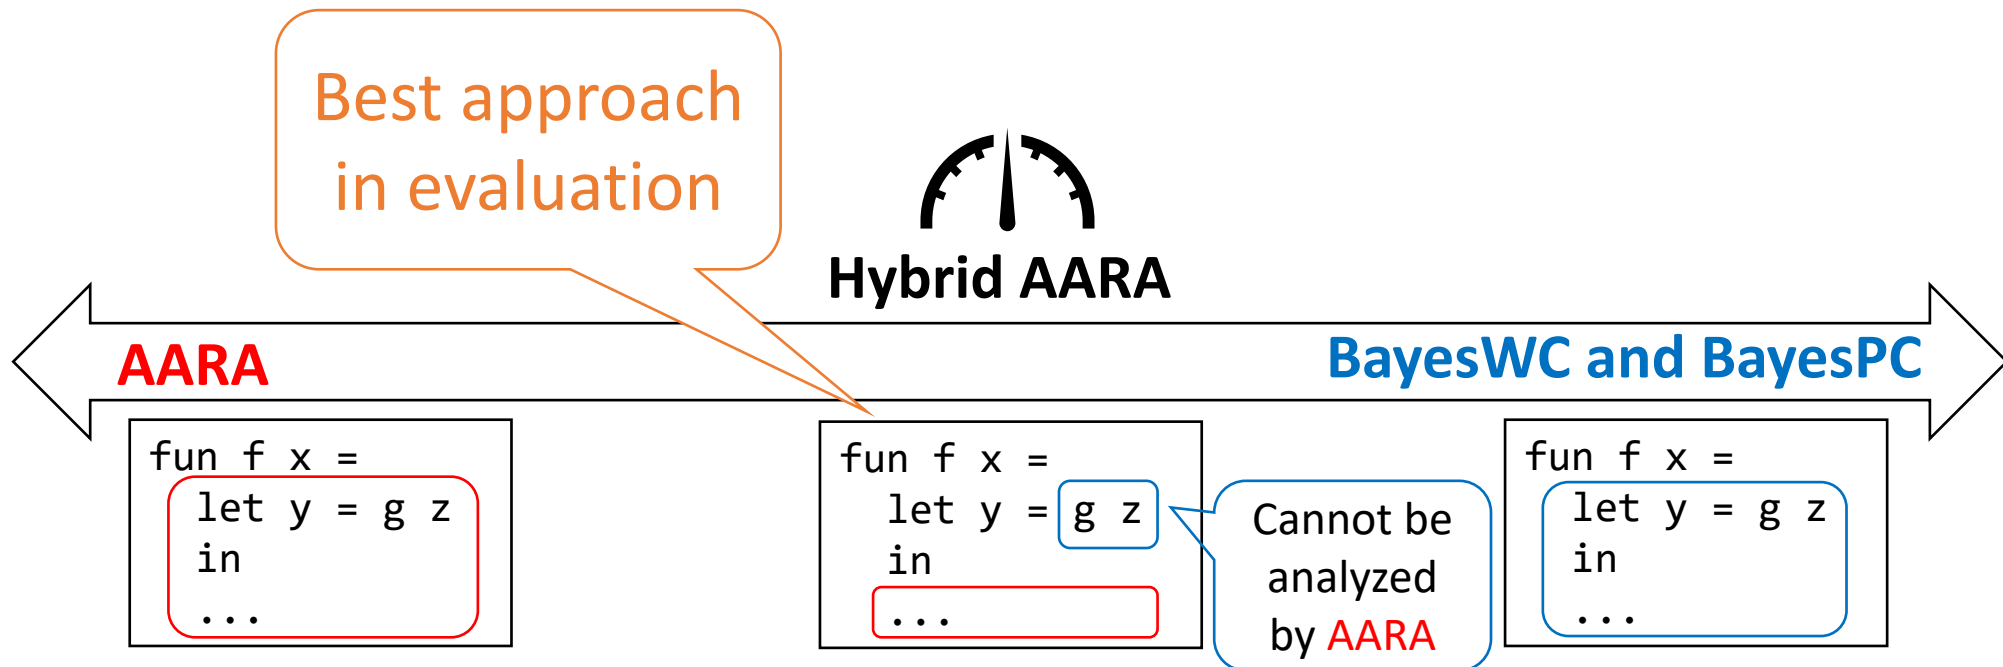 Best approach
in evaluation
Hybrid AARA
AARA
BayesWC and BayesPC
fun f x =
let y = g z
in
...
fun f x =
let y = g z
in
...
Cannot be
analyzed
by AARA
fun f x =
let y = g z
in
...